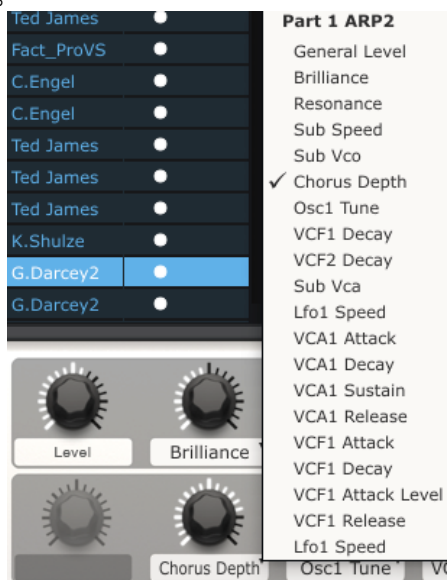 Ted James
Fact_ProVS
C.Engel
C.Engel
Ted James
Ted James
Ted James
K.Shulze
G.Darcey2
G.Darcey2
Part 1 ARP2
General Level
Brilliance
Resonance
Sub Speed
Sub Vco
✓ Chorus Depth
Osc1 Tune
VCF1 Decay
VCF2 Decay
Sub Vca
Lfo1 Speed
VCA1 Attack
VCA1 Decay
VCA1 Sustain
VCA1 Release
VCF1 Attack
VCF1 Decay
VCF1 Attack Level
VCF1 Release
Lfo1 Speed
Level
Brilliance
Chorus Depth
Osc1 Tune